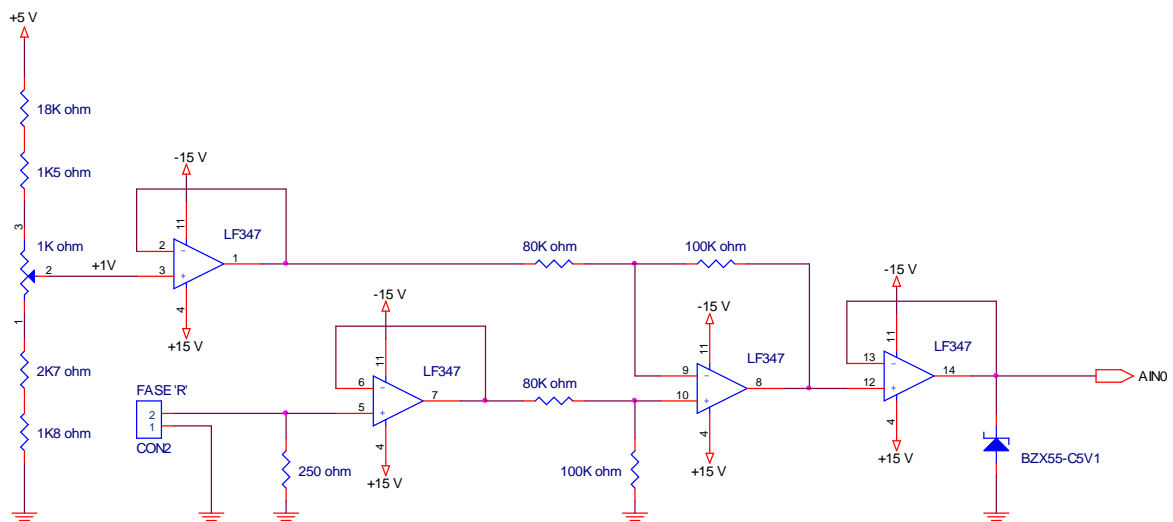 +5 V
18K ohm
1K5 ohm
3
1K ohm
2
+1V
1
2K7 ohm
1K8 ohm
-15 V
11
2
3
1
LF347
4
+15 V
FASE 'R'
2
1
CON2
250 ohm
-15 V
11
6
5
7
LF347
4
+15 V
80K ohm
100K ohm
80K ohm
100K ohm
-15 V
11
9
10
8
LF347
4
+15 V
-15 V
11
13
12
14
LF347
4
+15 V
AIN0
BZX55-C5V1